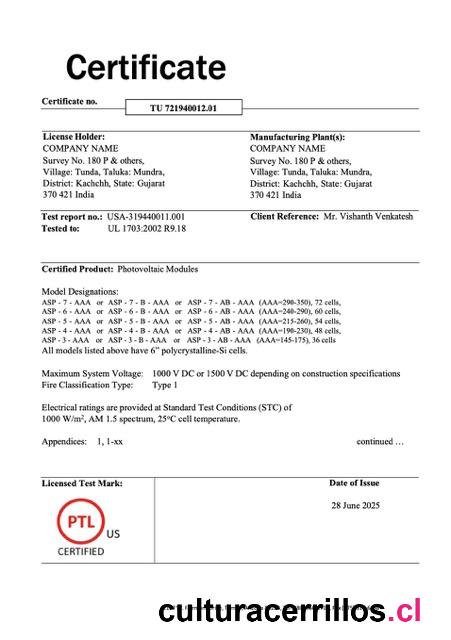 Certificate
Certificate no.
TU 721940012.01
License Holder:
COMPANY NAME
Survey No. 180 P & others,
Village: Tunda, Taluka: Mundra,
District: Kachchh, State: Gujarat
370 421 India
Manufacturing Plant(s):
COMPANY NAME
Survey No. 180 P & others,
Village: Tunda, Taluka: Mundra,
District: Kachchh, State: Gujarat
370 421 India
Test report no.: USA-319440011.001
Client Reference: Mr. Vishanth Venkatesh
Tested to: UL 1703:2002 R9.18
Certified Product: Photovoltaic Modules
Model Designations:
ASP - 7 - AAA or ASP - 7 - B - AAA or ASP - 7 - AB - AAA (AAA=290-350), 72 cells,
ASP - 6 - AAA or ASP - 6 - B - AAA or ASP - 6 - AB - AAA (AAA=240-290), 60 cells,
ASP - 5 - AAA or ASP - 5 - B - AAA or ASP - 5 - AB - AAA (AAA=215-260), 54 cells,
ASP - 4 - AAA or ASP - 4 - B - AAA or ASP - 4 - AB - AAA (AAA=190-230), 48 cells,
ASP - 3 - AAA or ASP - 3 - B - AAA or ASP - 3 - AB - AAA (AAA=145-175), 36 cells
All models listed above have 6” polycrystalline-Si cells.
Maximum System Voltage: 1000 V DC or 1500 V DC depending on construction specifications
Fire Classification Type: Type 1
Electrical ratings are provided at Standard Test Conditions (STC) of
1000 W/m², AM 1.5 spectrum, 25°C cell temperature.
Appendices: 1, 1-xx
continued …
Licensed Test Mark:
Date of Issue
PTL
US
CERTIFIED
28 June 2025
culturacerrillos.cl